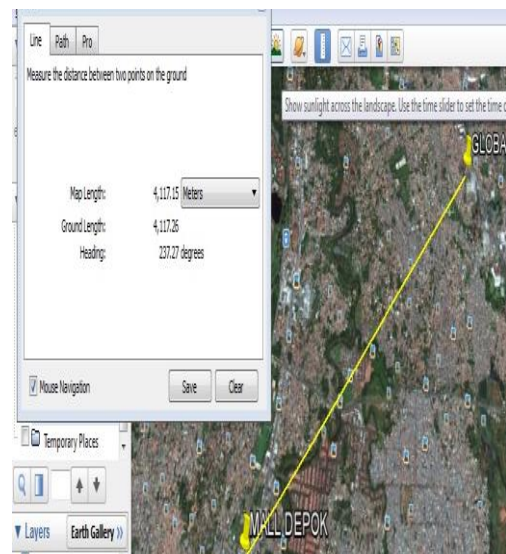 Line Path Pro
Measure the distance between two points on the ground
Map Length: 4,117.15 Meters
Ground Length: 4,117.26
Heading: 237.27 degrees
Mouse Navigation Save Clear
Show sunlight across the landscape. Use the time slider to set the time o
GLOBA
Temporary Places
MALL DEPOK
Layers Earth Gallery >>